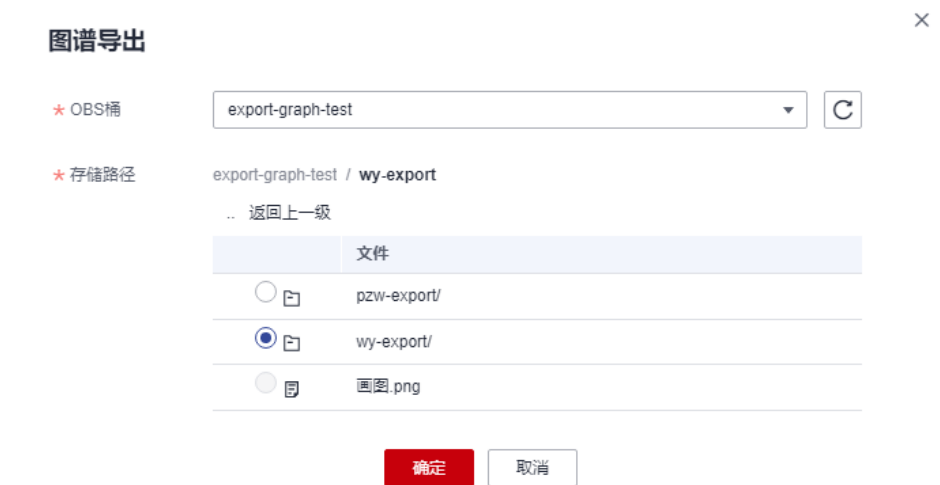 图谱导出
* OBS桶 export-graph-test
* 存储路径 export-graph-test / wy-export
.. 返回上一级
文件
pzw-export/
wy-export/
画图.png
确定 取消